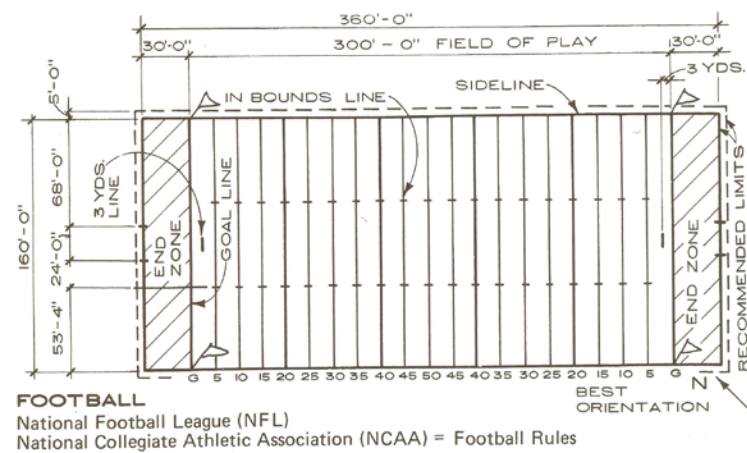 360'-0"
30'-0" 300'-0" FIELD OF PLAY 30'-0"
3 YDS.
6'-0"
IN BOUNDS LINE
SIDELINE
160'-0"
68'-0"
24'-0"
53'-4"
3 YDS.
LINE
END
ZONE
GOAL LINE
END ZONE
RECOMMENDED LIMITS
G 5 10 15 20 25 30 35 40 45 50 45 40 35 30 25 20 15 10 5 G
N
BEST
ORIENTATION
FOOTBALL
National Football League (NFL)
National Collegiate Athletic Association (NCAA) = Football Rules